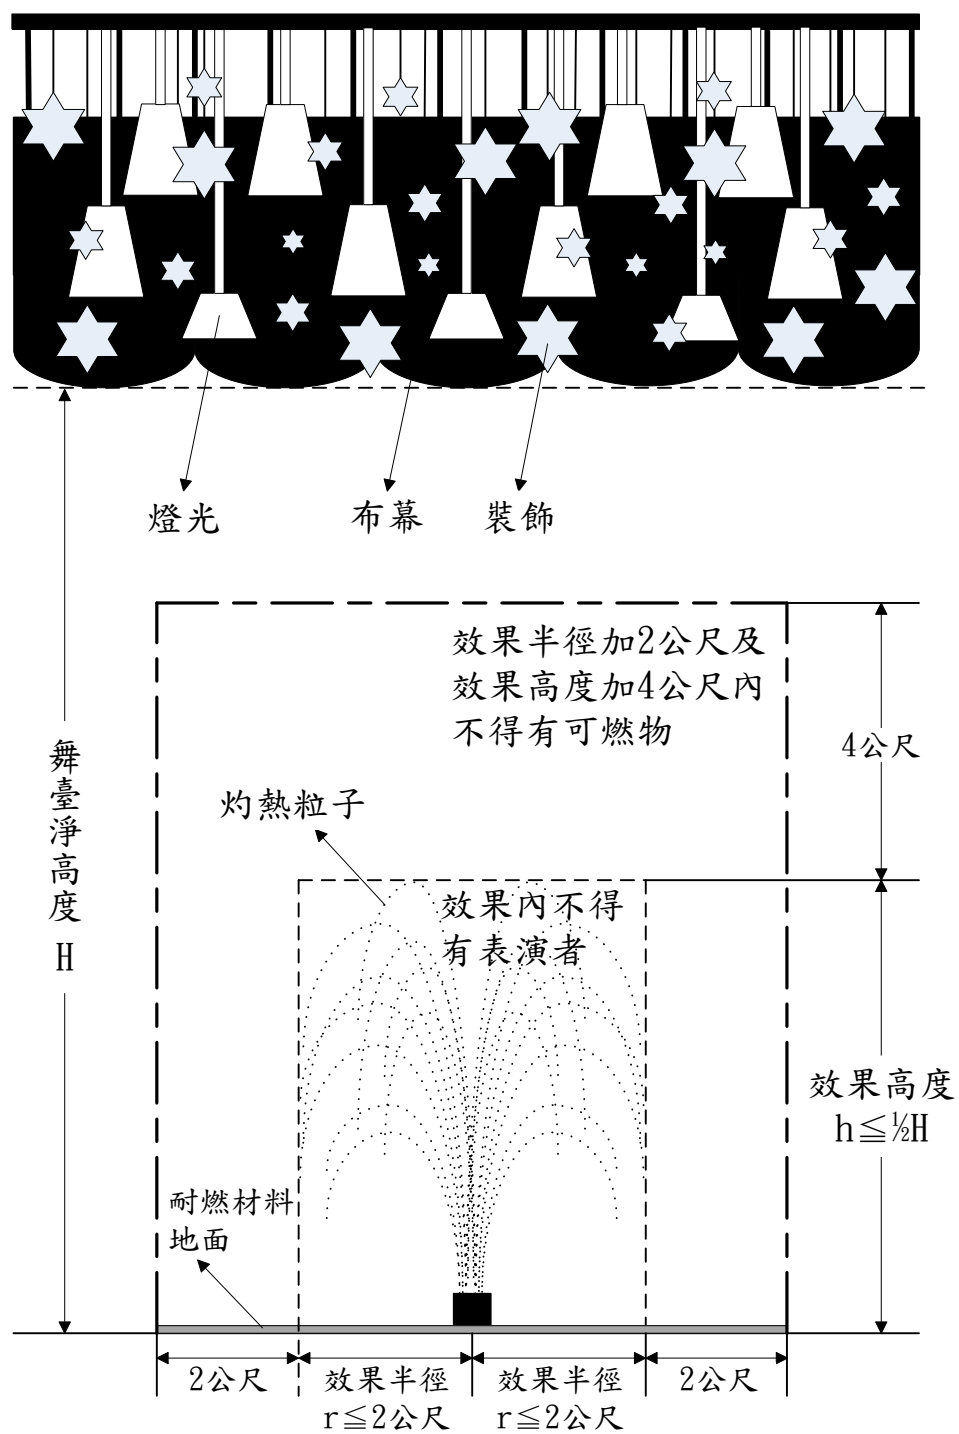 燈光
布幕
裝飾
效果半徑加2公尺及
效果高度加4公尺內
不得有可燃物
4公尺
舞臺淨高度
H
灼熱粒子
效果內不得
有表演者
效果高度
h≦½H
耐燃材料
地面
2公尺
效果半徑
r≦2公尺
效果半徑
r≦2公尺
2公尺